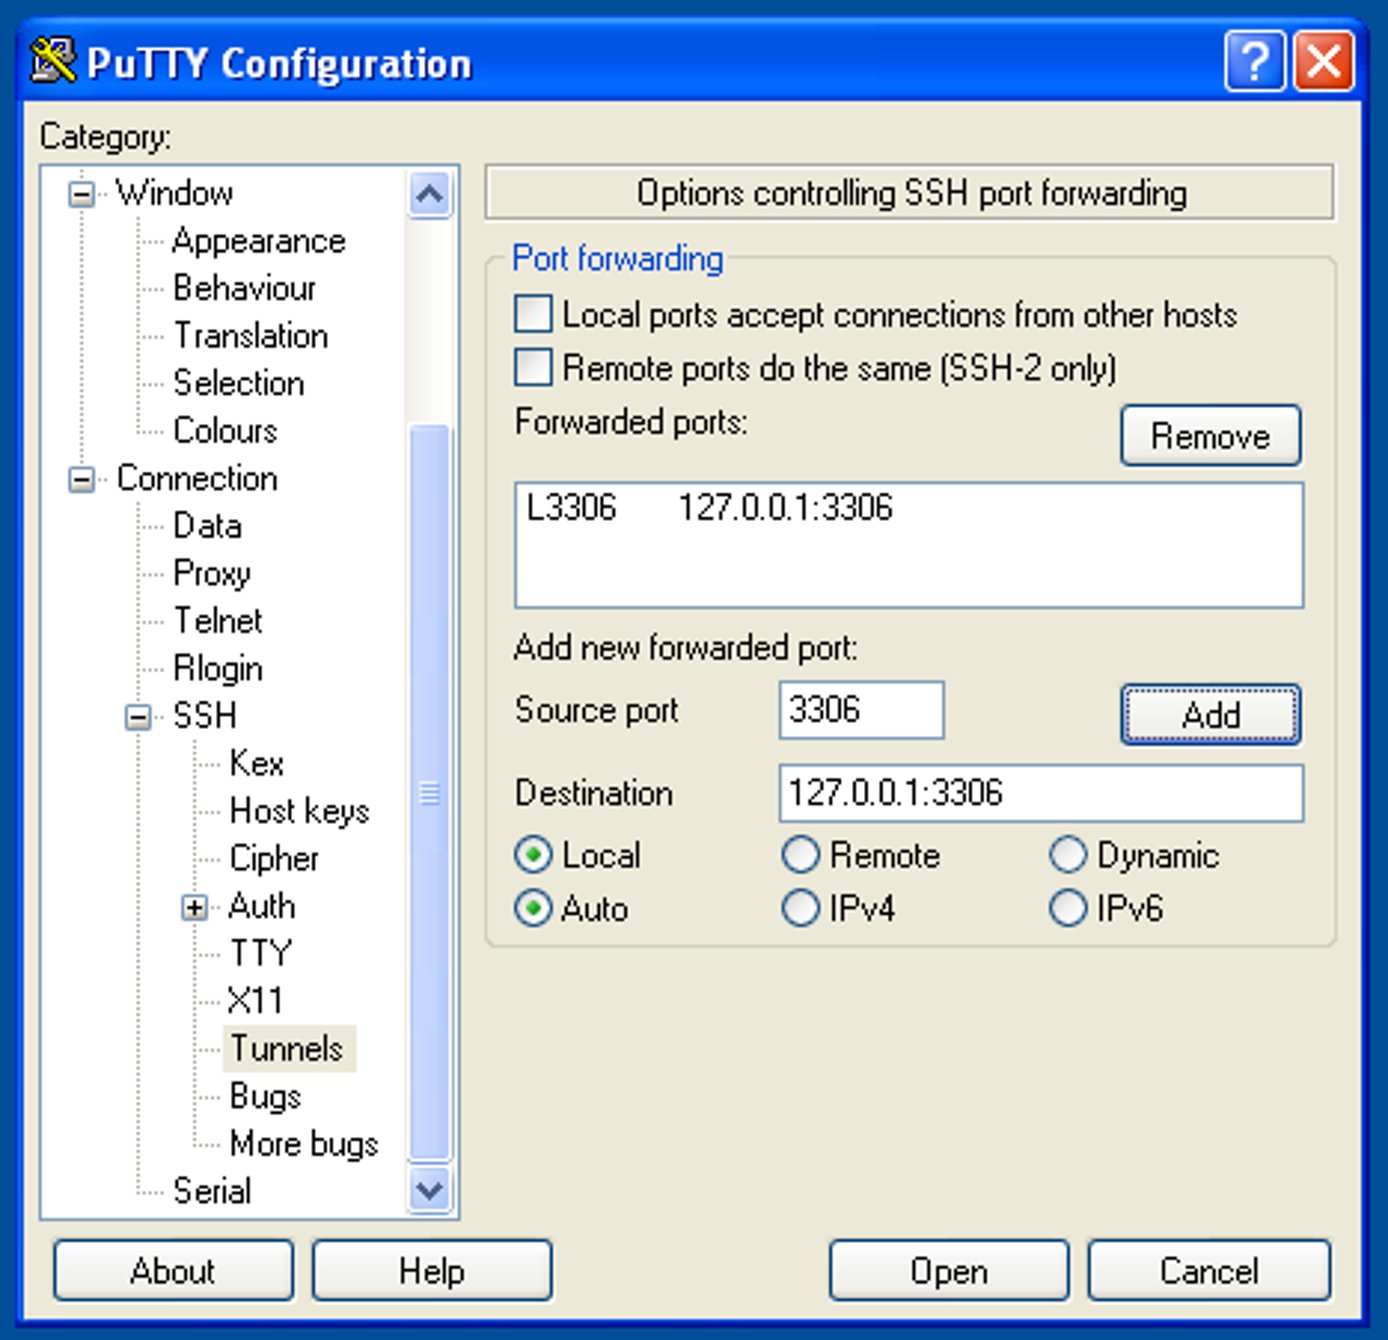 PuTTY Configuration
Category:
Window
Appearance
Behaviour
Translation
Selection
Colours
Connection
Data
Proxy
Telnet
Rlogin
SSH
Kex
Host keys
Cipher
Auth
TTY
X11
Tunnels
Bugs
More bugs
Serial
Options controlling SSH port forwarding
Port forwarding
Local ports accept connections from other hosts
Remote ports do the same (SSH-2 only)
Forwarded ports:
Remove
L3306 127.0.0.1:3306
Add new forwarded port:
Source port 3306 Add
Destination 127.0.0.1:3306
Local Remote Dynamic
Auto IPv4 IPv6
About Help Open Cancel